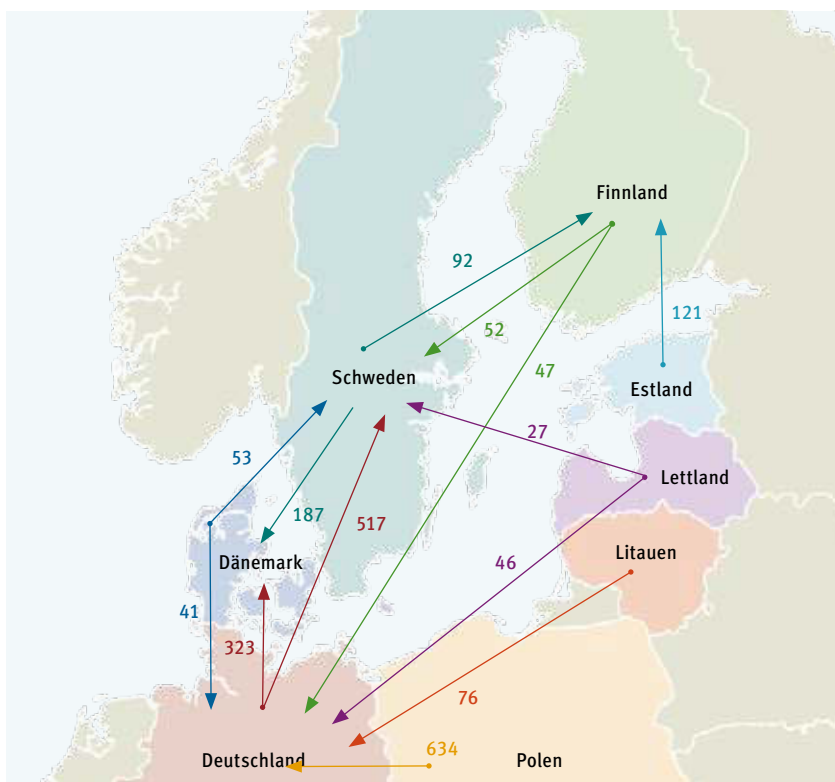 Finnland
92
121
52
47
Schweden
Estland
27
53
Lettland
187
517
Litauen
Dänemark
46
41
323
76
634
Deutschland
Polen